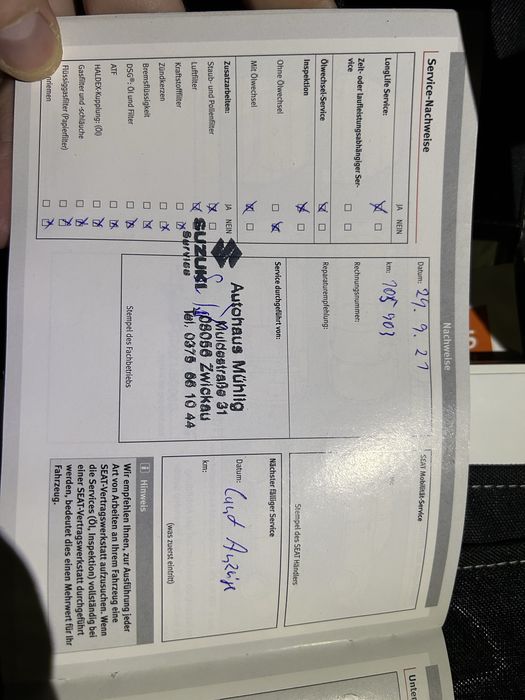 Nachweise
Service-Nachweise
JA NEIN
LongLife Service:
Zeit- oder laufleistungsabhängiger Ser-
vice
Ölwechsel-Service
Inspektion
Ohne Ölwechsel
Mit Ölwechsel
Zusatzarbeiten: JA NEIN
Staub- und Pollenfilter
Luftfilter
Kraftstofffilter
Zündkerzen
Bremsflüssigkeit
DSG®: Öl und Filter
ATF
HALDEX-Kupplung: (Öl)
Gasfilter und -schläuche
Flüssiggasfilter (Papierfilter)
nriemen
Datum: 29. 9. 21
km: 105 903
Rechnungsnummer:
Reparaturempfehlung:
Service durchgeführt von:
Autohaus Mühlig
Muldestraße 31
08056 Zwickau
Tel. 0375 86 10 44
SUZUKI
Service
Stempel des Fachbetriebs
SEAT Mobilität-Service
Stempel des SEAT Händlers
Nächster fälliger Service
Datum: laut Anzeige
km:
(was zuerst eintritt)
i Hinweis
Wir empfehlen Ihnen, zur Ausführung jeder
Art von Arbeiten an Ihrem Fahrzeug eine
SEAT-Vertragswerkstatt aufzusuchen. Wenn
die Services (Öl, Inspektion) vollständig bei
einer SEAT-Vertragswerkstatt durchgeführt
werden, bedeutet dies einen Mehrwert für Ihr
Fahrzeug.
Unter